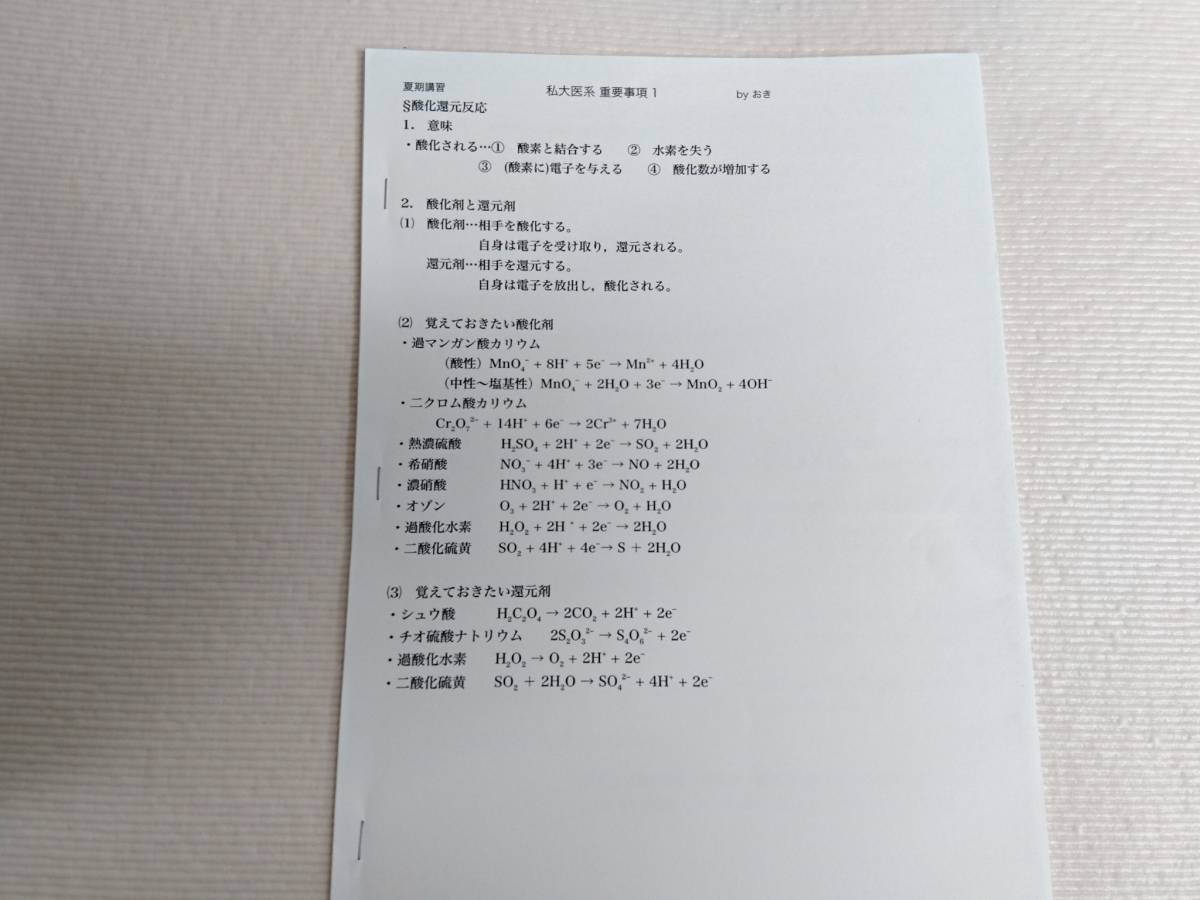 夏期講習
私大医系 重要事項 1 by おき
§酸化還元反応
1. 意味
・酸化される…① 酸素と結合する ② 水素を失う
③ (酸素に)電子を与える ④ 酸化数が増加する
2. 酸化剤と還元剤
(1) 酸化剤…相手を酸化する。
自身は電子を受け取り，還元される。
還元剤…相手を還元する。
自身は電子を放出し，酸化される。
(2) 覚えておきたい酸化剤
・過マンガン酸カリウム
（酸性）MnO₄⁻ + 8H⁺ + 5e⁻ → Mn²⁺ + 4H₂O
（中性～塩基性）MnO₄⁻ + 2H₂O + 3e⁻ → MnO₂ + 4OH⁻
・二クロム酸カリウム
Cr₂O₇²⁻ + 14H⁺ + 6e⁻ → 2Cr³⁺ + 7H₂O
・熱濃硫酸 H₂SO₄ + 2H⁺ + 2e⁻ → SO₂ + 2H₂O
・希硝酸 NO₃⁻ + 4H⁺ + 3e⁻ → NO + 2H₂O
・濃硝酸 HNO₃ + H⁺ + e⁻ → NO₂ + H₂O
・オゾン O₃ + 2H⁺ + 2e⁻ → O₂ + H₂O
・過酸化水素 H₂O₂ + 2H⁺ + 2e⁻ → 2H₂O
・二酸化硫黄 SO₂ + 4H⁺ + 4e⁻ → S + 2H₂O
(3) 覚えておきたい還元剤
・シュウ酸 H₂C₂O₄ → 2CO₂ + 2H⁺ + 2e⁻
・チオ硫酸ナトリウム 2S₂O₃²⁻ → S₄O₆²⁻ + 2e⁻
・過酸化水素 H₂O₂ → O₂ + 2H⁺ + 2e⁻
・二酸化硫黄 SO₂ + 2H₂O → SO₄²⁻ + 4H⁺ + 2e⁻